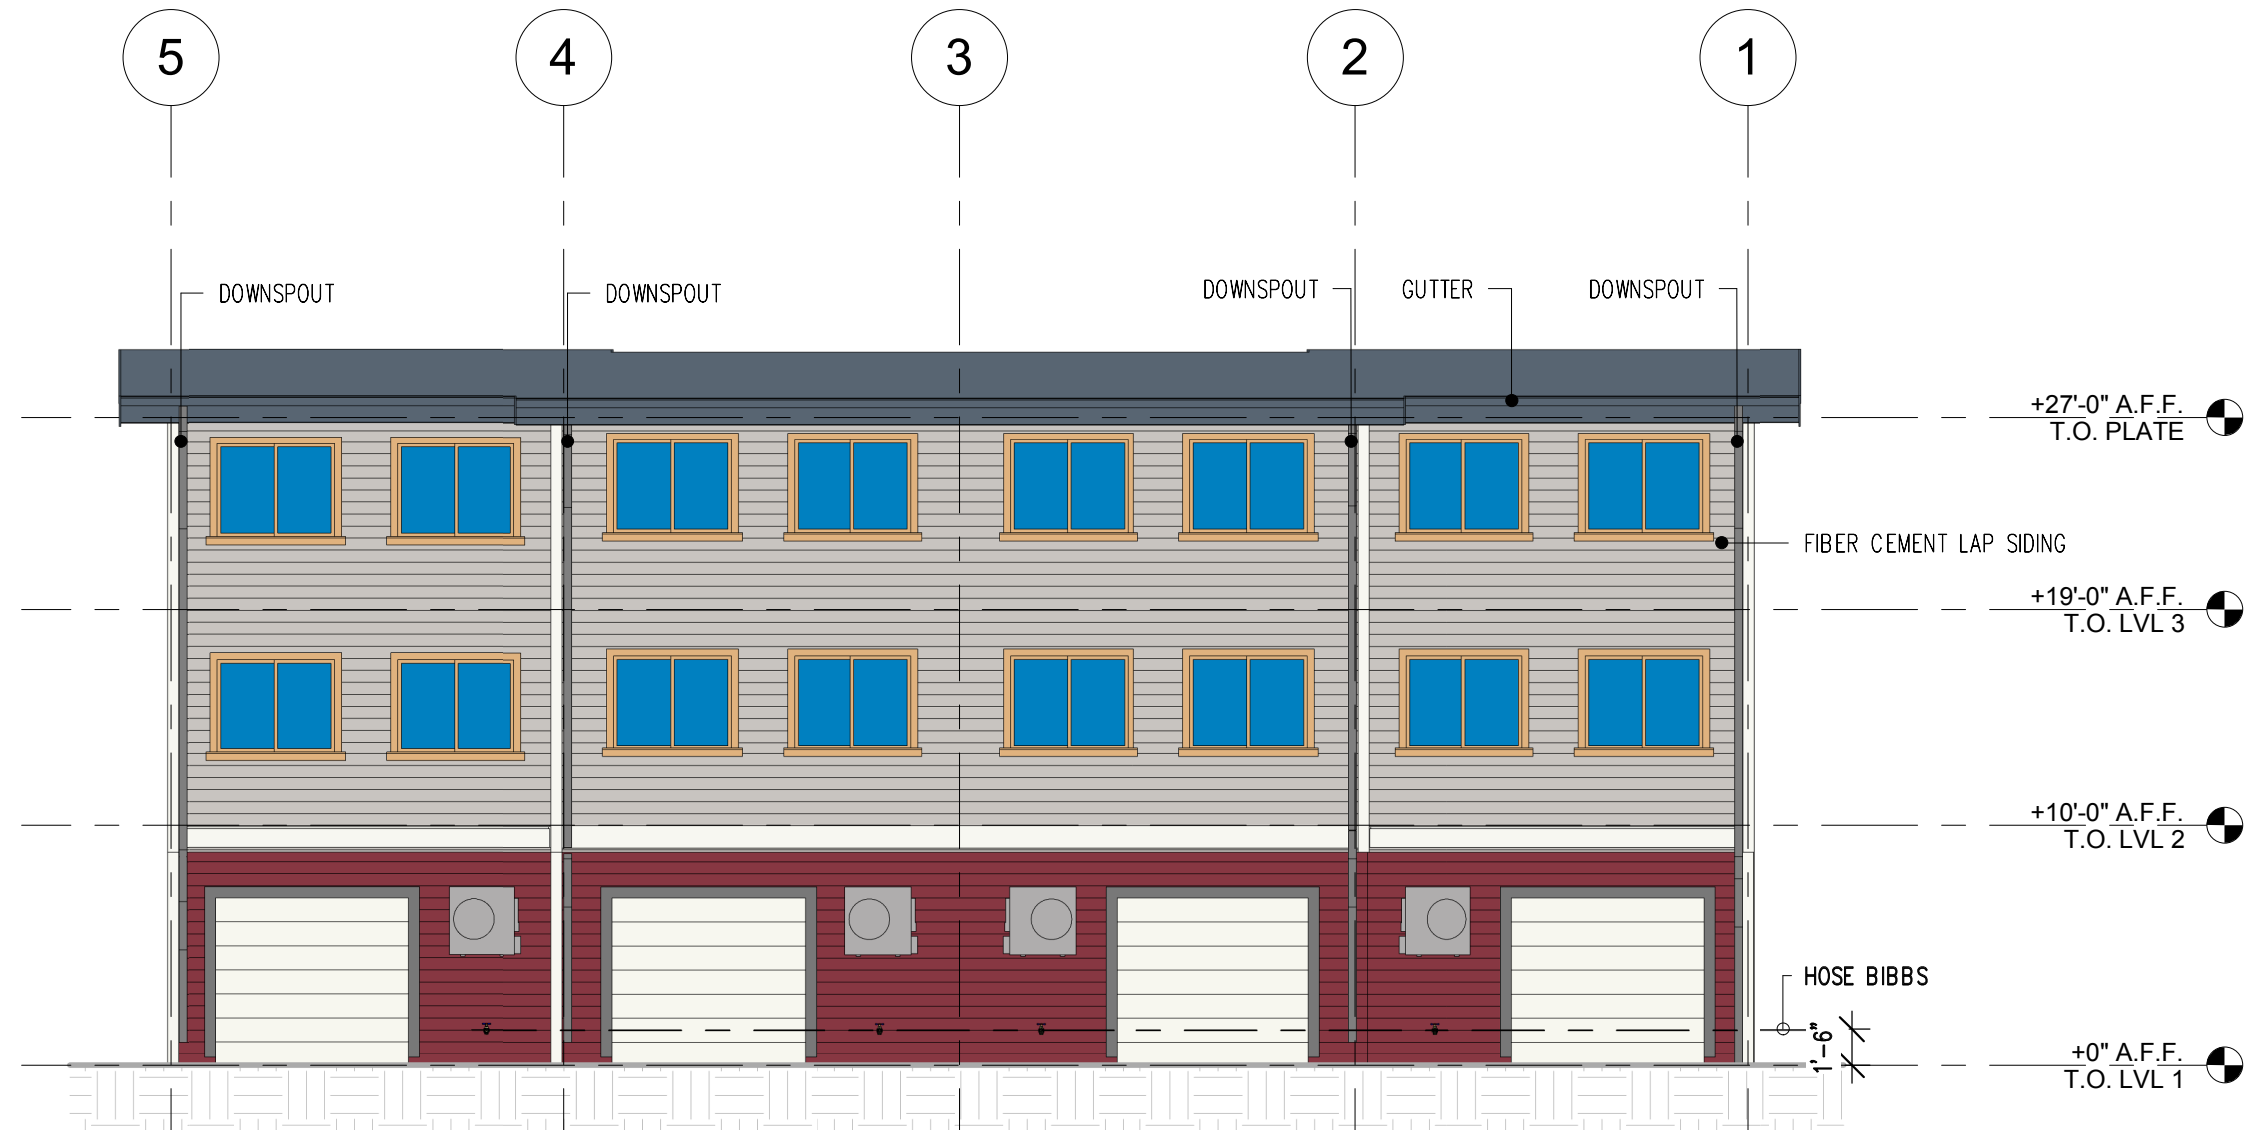 5 4 3 2 1
DOWNSPOUT DOWNSPOUT DOWNSPOUT GUTTER DOWNSPOUT
+27'-0" A.F.F.
T.O. PLATE
FIBER CEMENT LAP SIDING
+19'-0" A.F.F.
T.O. LVL 3
+10'-0" A.F.F.
T.O. LVL 2
HOSE BIBBS
1'-6"
+0" A.F.F.
T.O. LVL 1